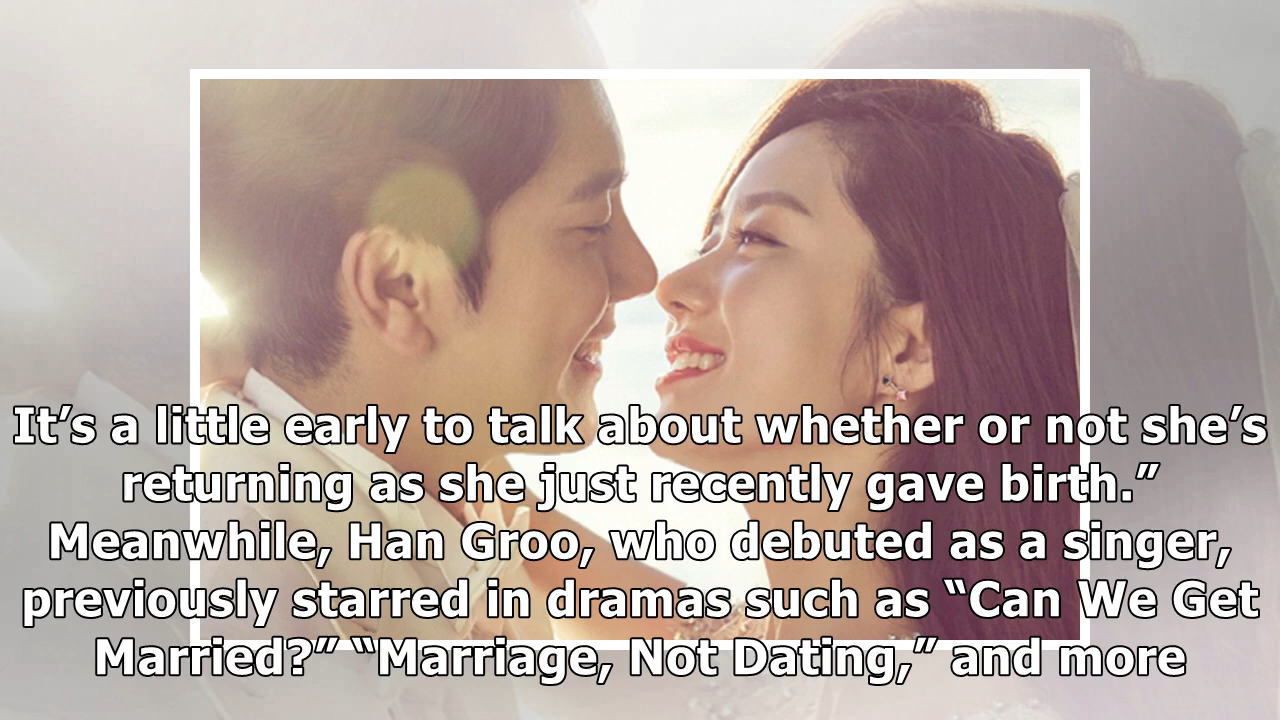 It’s a little early to talk about whether or not she’s
returning as she just recently gave birth.”
Meanwhile, Han Groo, who debuted as a singer,
previously starred in dramas such as “Can We Get
Married?” “Marriage, Not Dating,” and more